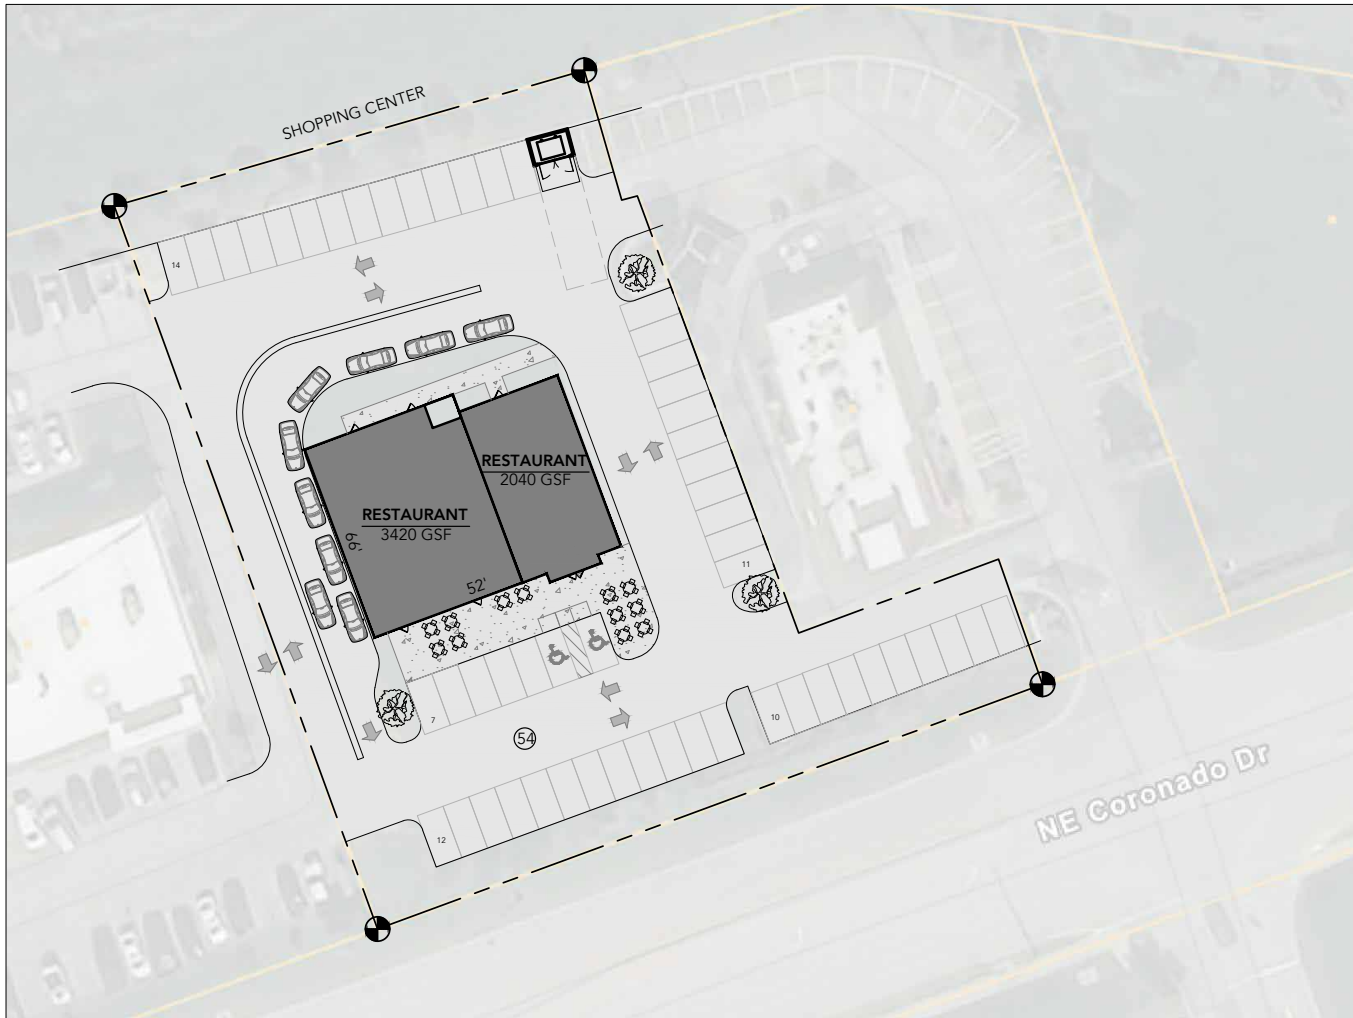 SHOPPING CENTER
14
RESTAURANT
2040 GSF
RESTAURANT
3420 GSF
66'
52'
11
7
10
54
12
NE Coronado Dr